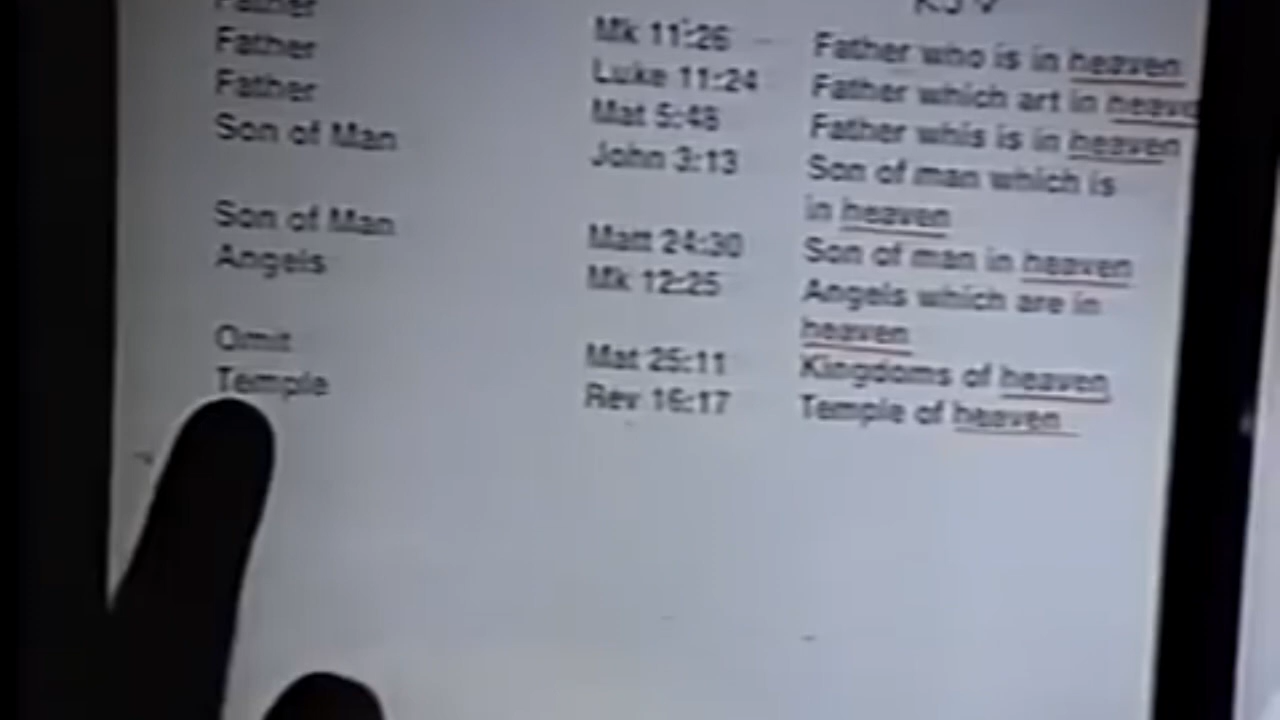 Father
KJV
Father Mk 11:26 Father who is in heaven
Father Luke 11:24 Father which art in
Son of Man Mat 5:48 Father whis is in heaven
John 3:13 Son of man which is
in heaven
Son of Man Matt 24:30 Son of man in heaven
Angels Mk 12:25 Angels which are in
heaven
Omit Mat 25:11 Kingdoms of heaven
Temple Rev 16:17 Temple of heaven